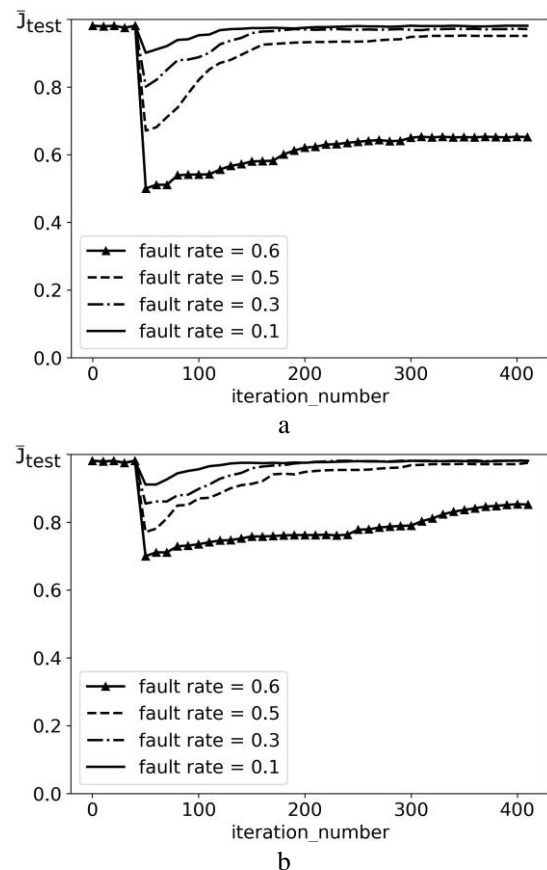 J̄test
0.8
0.6
0.4
0.2
0.0
fault rate = 0.6
fault rate = 0.5
fault rate = 0.3
fault rate = 0.1
0 100 200 300 400
iteration_number
a
J̄test
0.8
0.6
0.4
0.2
0.0
fault rate = 0.6
fault rate = 0.5
fault rate = 0.3
fault rate = 0.1
0 100 200 300 400
iteration_number
b